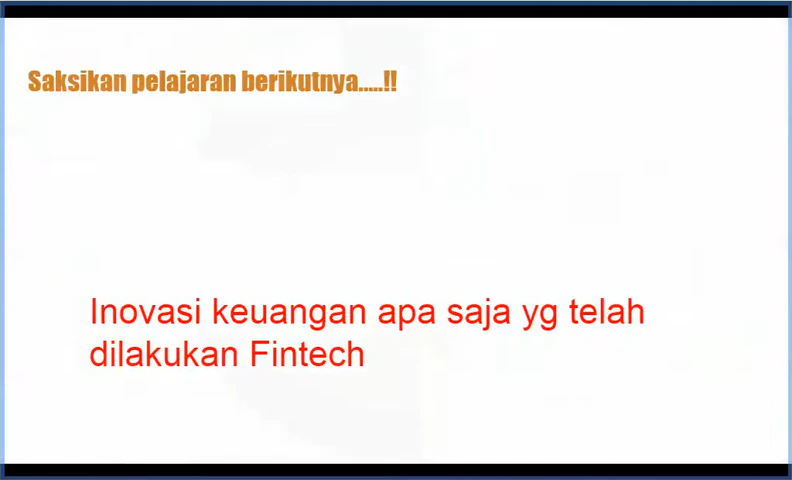 Saksikan pelajaran berikutnya.....!!
Inovasi keuangan apa saja yg telah
dilakukan Fintech